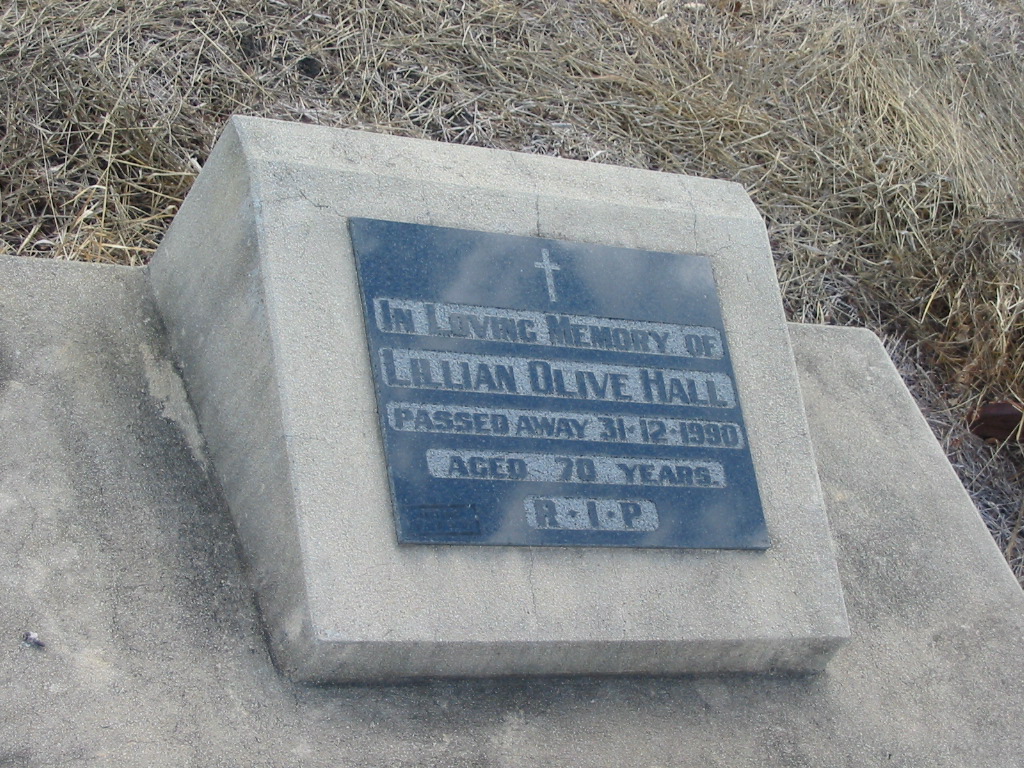 In Loving Memory of
Lillian Olive Hall
PASSED AWAY 31·12·1990
AGED 70 YEARS.
R·I·P